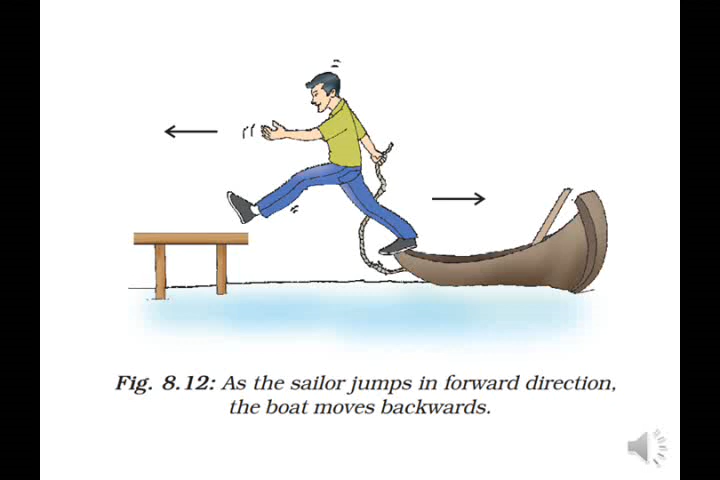 Fig. 8.12: As the sailor jumps in forward direction,
the boat moves backwards.